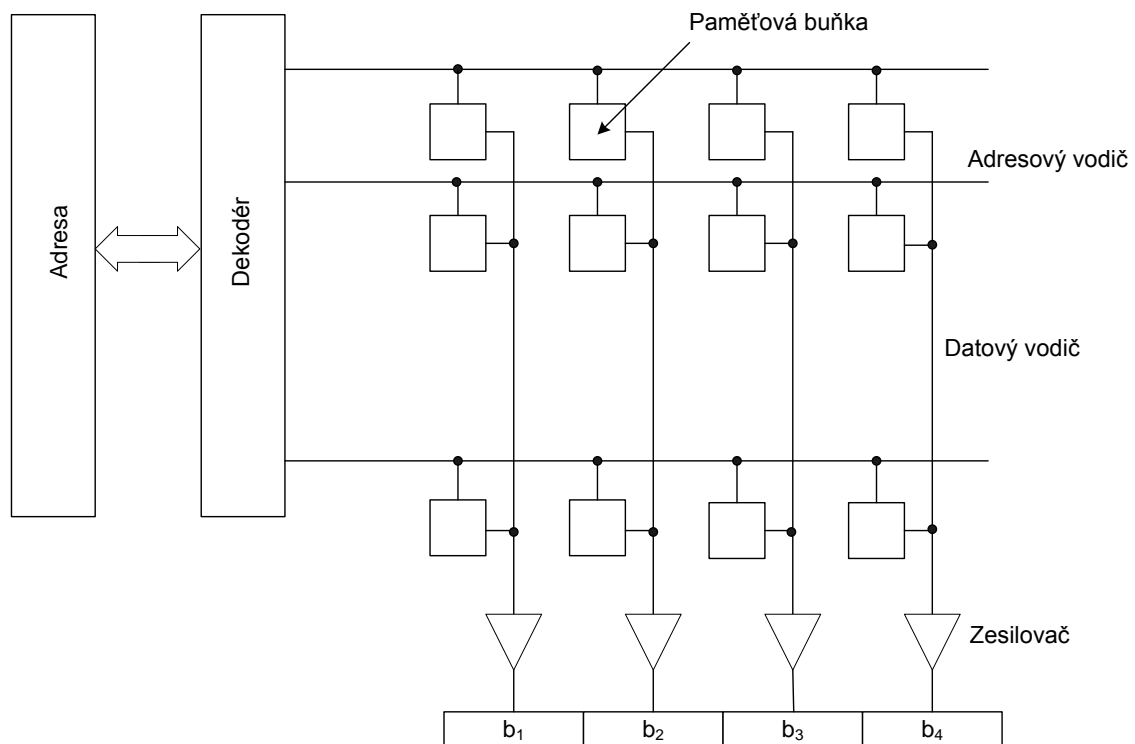 Paměťová buňka
Adresový vodič
Adresa
Dekodér
Datový vodič
Zesilovač
b₁
b₂
b₃
b₄